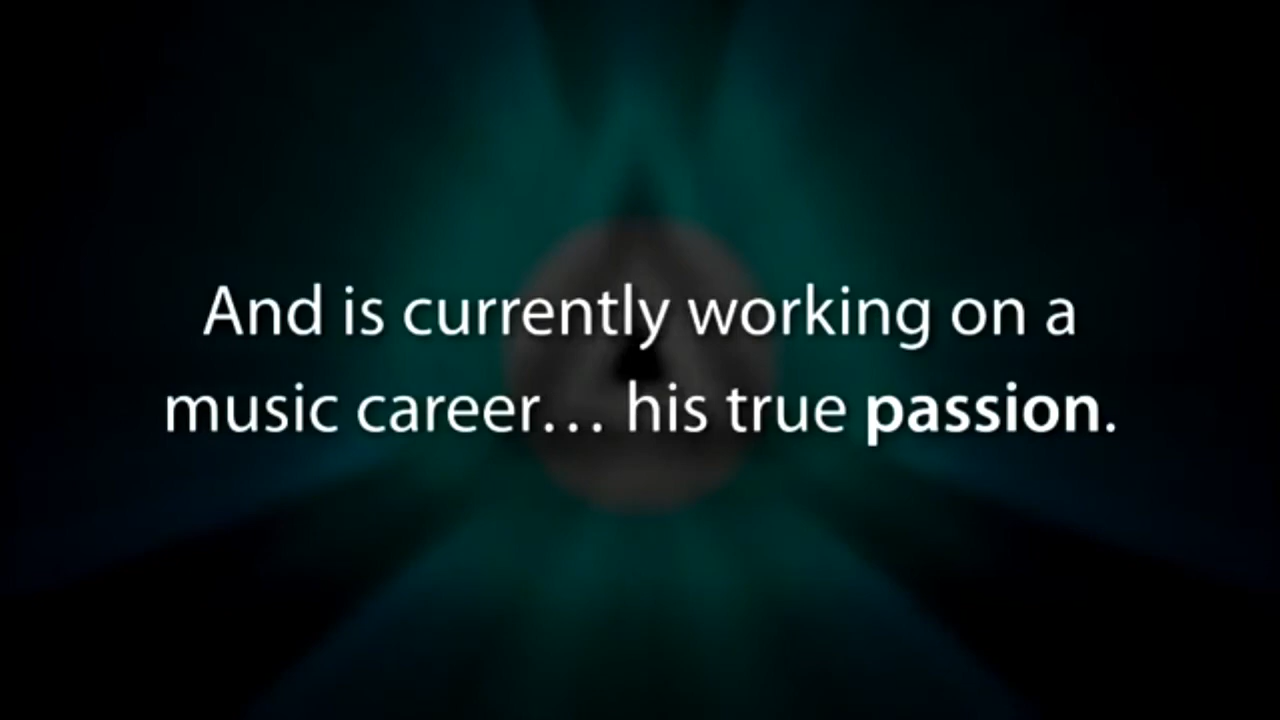 And is currently working on a
music career… his true passion.